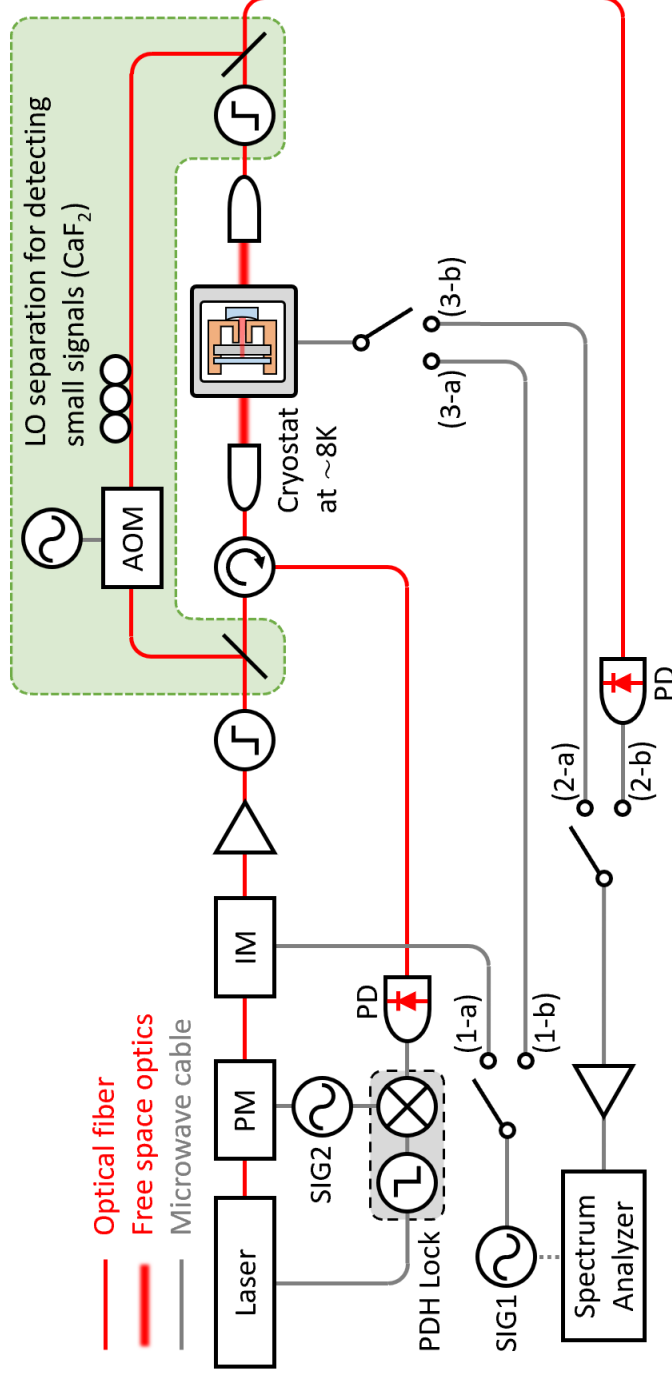 Optical fiber
Free space optics
Microwave cable
LO separation for detecting
small signals (CaF₂)
AOM
Laser
PM
IM
Cryostat
at ~8K
SIG2
PD
PDH Lock
(1-a)
(1-b)
(3-a)
(3-b)
SIG1
(2-a)
(2-b)
PD
Spectrum
Analyzer